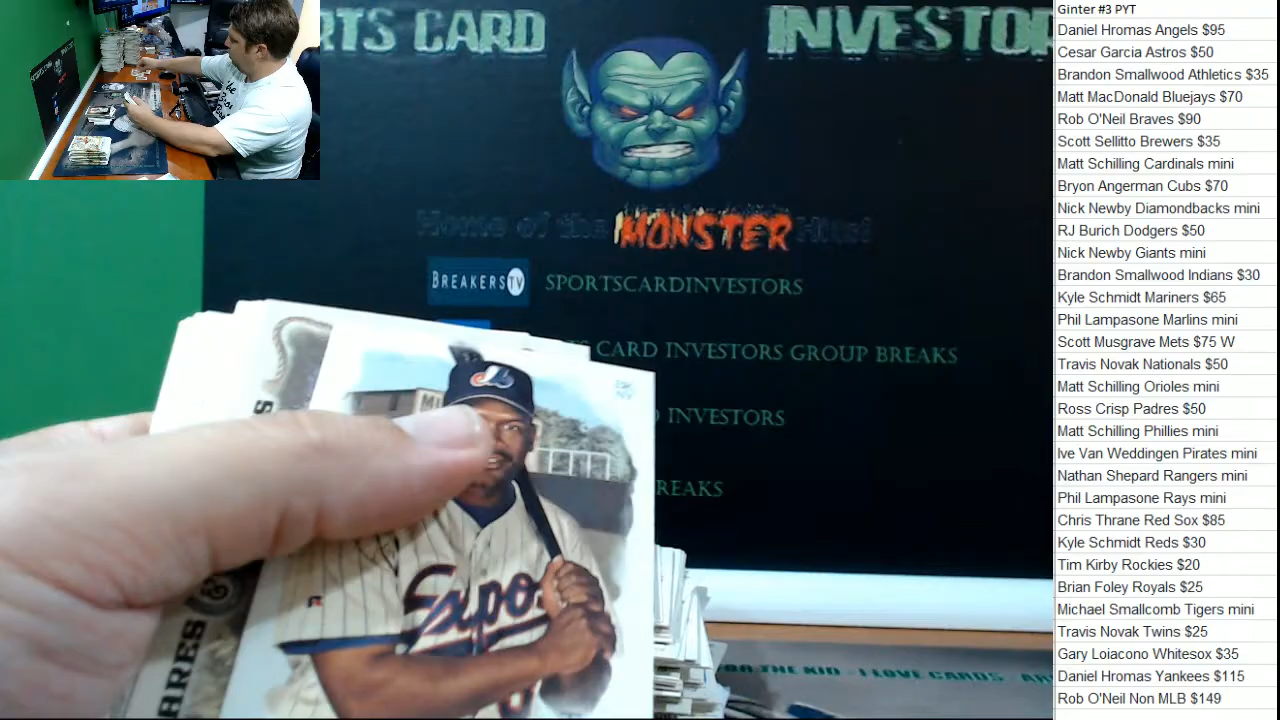 RTS CARD INVESTOR
Home of the MONSTER
BREAKERSTV SPORTSCARDINVESTORS
CARD INVESTORS GROUP BREAKS
INVESTORS
REAKS
Expos
ARES
FOR THE KID - I LOVE CARDS
Ginter #3 PYT
Daniel Hromas Angels $95
Cesar Garcia Astros $50
Brandon Smallwood Athletics $35
Matt MacDonald Bluejays $70
Rob O'Neil Braves $90
Scott Sellitto Brewers $35
Matt Schilling Cardinals mini
Bryon Angerman Cubs $70
Nick Newby Diamondbacks mini
RJ Burich Dodgers $50
Nick Newby Giants mini
Brandon Smallwood Indians $30
Kyle Schmidt Mariners $65
Phil Lampasone Marlins mini
Scott Musgrave Mets $75 W
Travis Novak Nationals $50
Matt Schilling Orioles mini
Ross Crisp Padres $50
Matt Schilling Phillies mini
Ive Van Weddingen Pirates mini
Nathan Shepard Rangers mini
Phil Lampasone Rays mini
Chris Thrane Red Sox $85
Kyle Schmidt Reds $30
Tim Kirby Rockies $20
Brian Foley Royals $25
Michael Smallcomb Tigers mini
Travis Novak Twins $25
Gary Loiacono Whitesox $35
Daniel Hromas Yankees $115
Rob O'Neil Non MLB $149